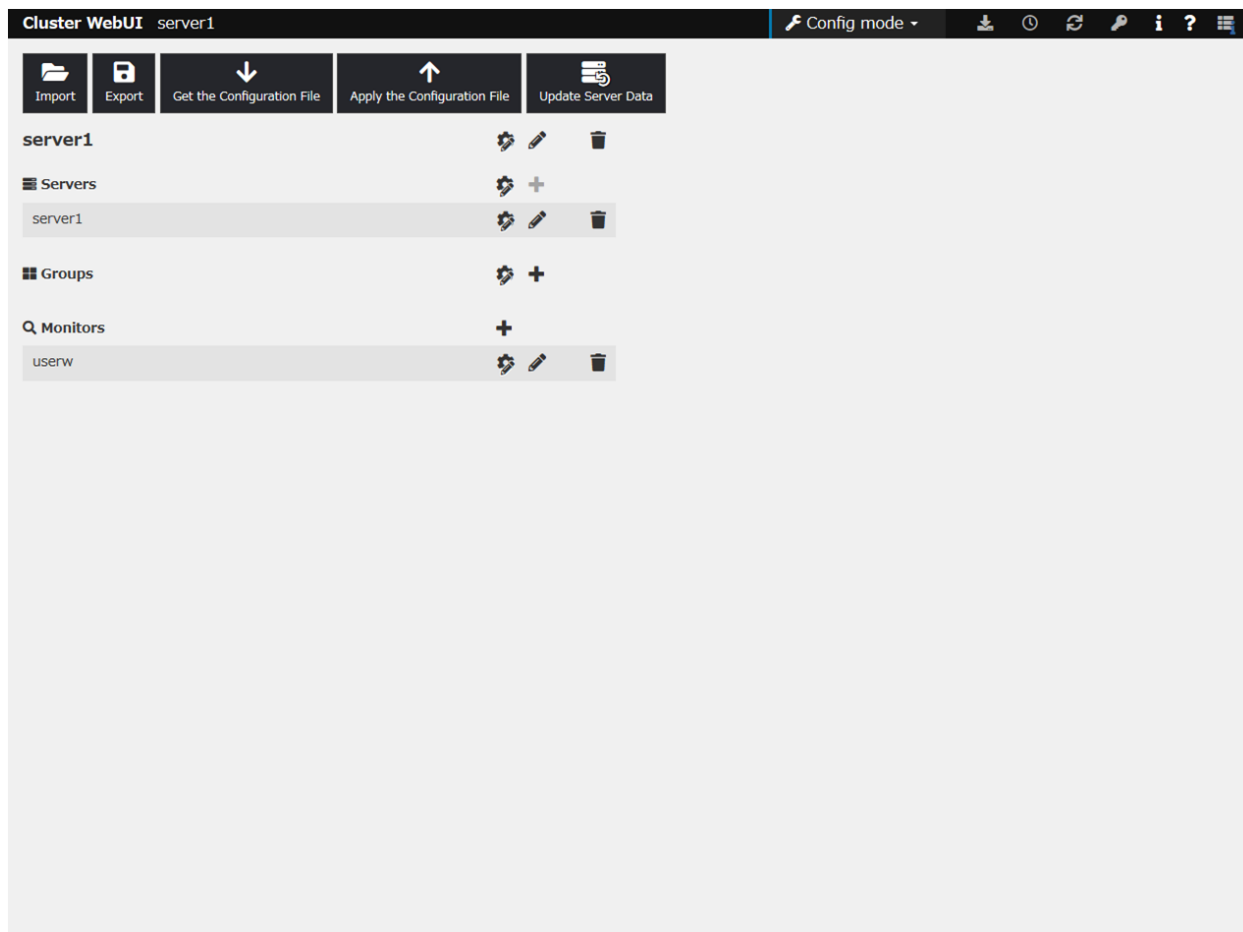 Cluster WebUI server1 Config mode
Import Export Get the Configuration File Apply the Configuration File Update Server Data
server1
Servers
server1
Groups
Monitors
userw